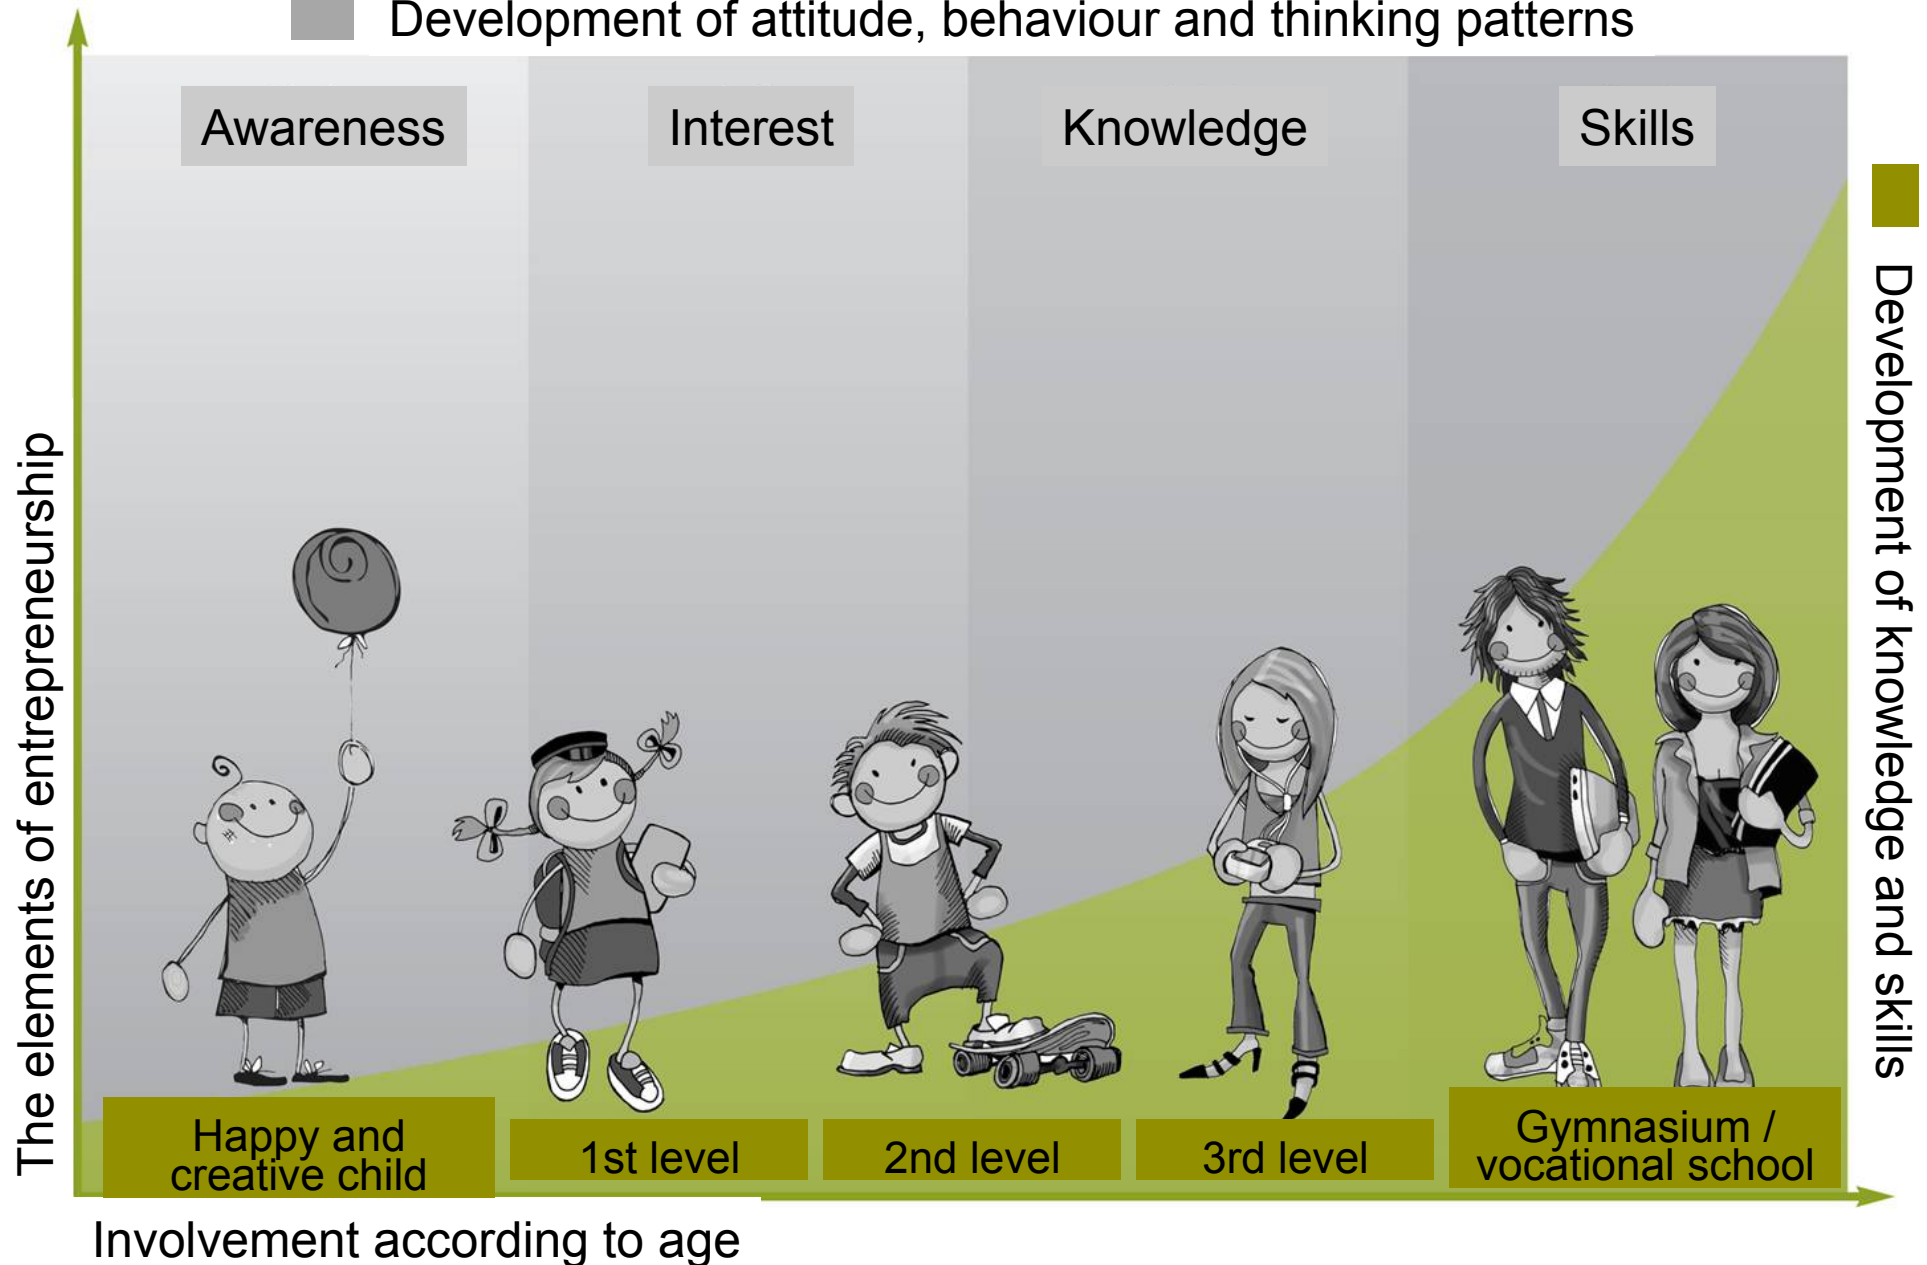 Development of attitude, behaviour and thinking patterns
Awareness
Interest
Knowledge
Skills
The elements of entrepreneurship
Development of knowledge and skills
Happy and
creative child
1st level
2nd level
3rd level
Gymnasium /
vocational school
Involvement according to age